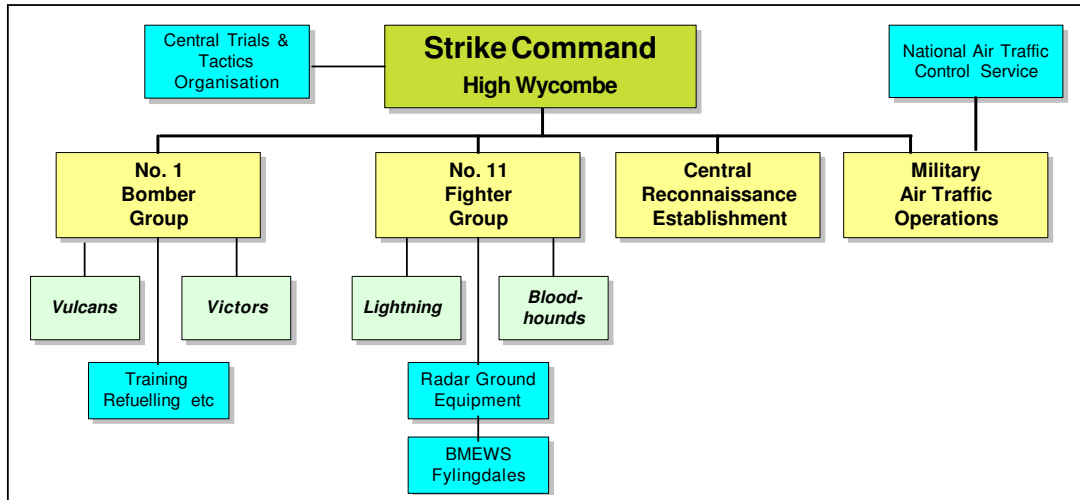 Central Trials &
Tactics
Organisation
Strike Command
High Wycombe
National Air Traffic
Control Service
No. 1
Bomber
Group
No. 11
Fighter
Group
Central
Reconnaissance
Establishment
Military
Air Traffic
Operations
Vulcans
Victors
Lightning
Blood-
hounds
Training
Refuelling etc
Radar Ground
Equipment
BMEWS
Fylingdales